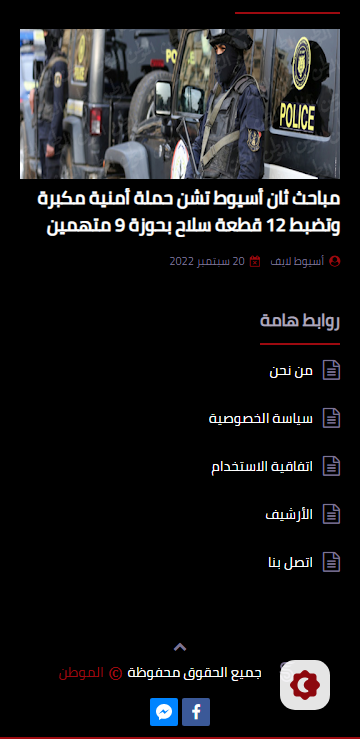 POLICE
POLICE
مباحث ثان أسيوط تشن حملة أمنية مكبرة
وتضبط 12 قطعة سلاح بحوزة 9 متهمين
أسيوط لايف 20 سبتمبر 2022
روابط هامة
من نحن
سياسة الخصوصية
اتفاقية الاستخدام
الأرشيف
اتصل بنا
جميع الحقوق محفوظة © الموطن